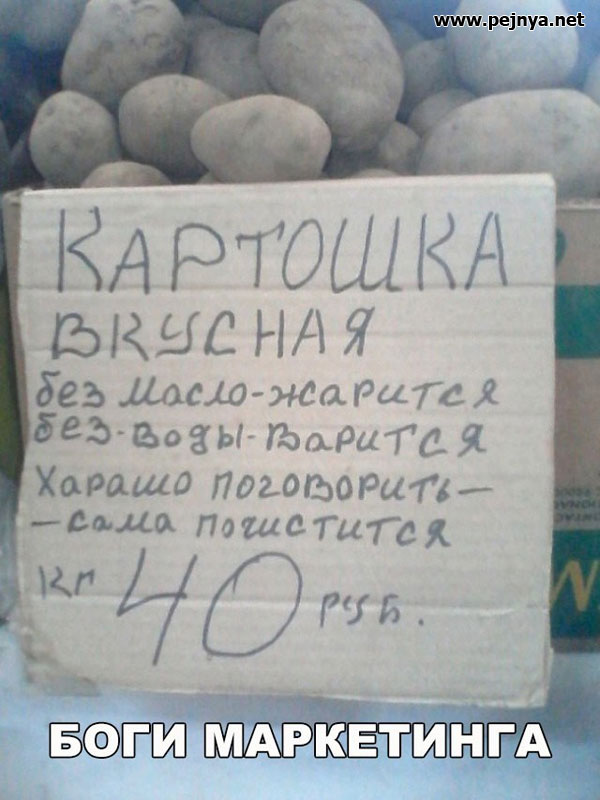 www.pejnya.net
КАРТОШКА
ВКУСНАЯ
без масло-жарится
без-воды-варится
Харашо поговорить-
-сама почистится
кг 40 руб.
БОГИ МАРКЕТИНГА